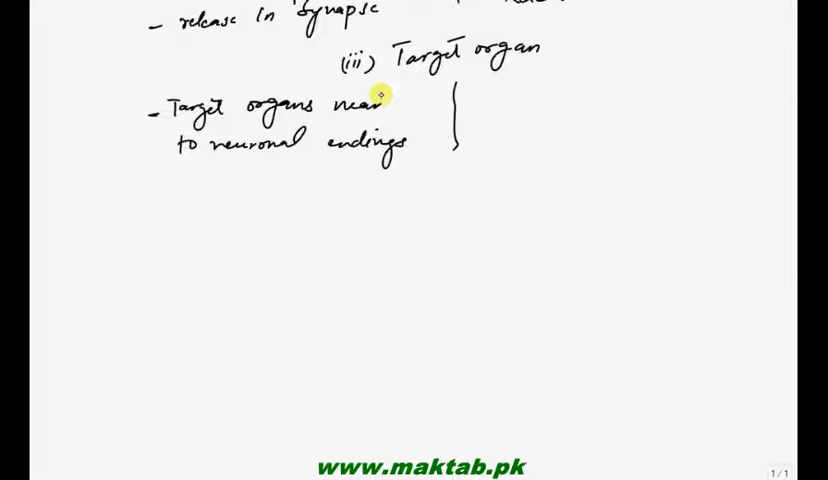 - release in Synapse
(iii) Target organ
- Target organs near
to neuronal endings
www.maktab.pk
1/1